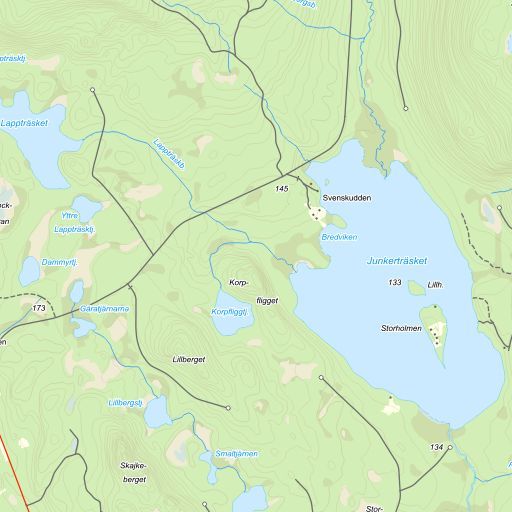 Lappträsket
Lappträskb.
145
Svenskudden
Yttre
Lappträsktj.
Bredviken
Dammyrtj.
Junkerträsket
133
Lillh.
Korp-
fligget
173
Garatjärnarna
Korpfliggtj.
Storholmen
Lillberget
Lillbergstj.
134
Smaltjärnen
Skajke-
berget
Stor-